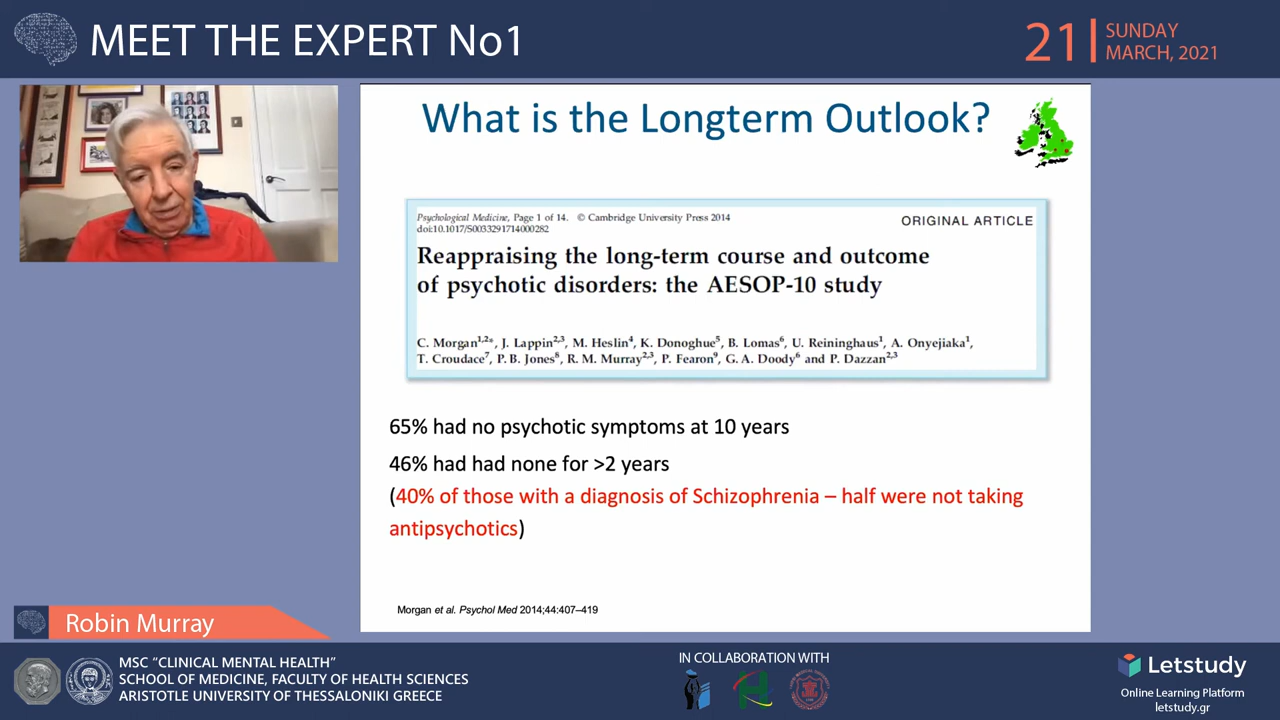 MEET THE EXPERT No1
21
SUNDAY
MARCH, 2021
What is the Longterm Outlook?
Psychological Medicine, Page 1 of 14. © Cambridge University Press 2014
doi:10.1017/S0033291714000282
ORIGINAL ARTICLE
Reappraising the long-term course and outcome
of psychotic disorders: the AESOP-10 study
C. Morgan1,2*, J. Lappin2,3, M. Heslin4, K. Donoghue5, B. Lomas6, U. Reininghaus1, A. Onyejiaka1,
T. Croudace7, P. B. Jones8, R. M. Murray2,3, P. Fearon9, G. A. Doody6 and P. Dazzan2,3
65% had no psychotic symptoms at 10 years
46% had had none for >2 years
(40% of those with a diagnosis of Schizophrenia – half were not taking
antipsychotics)
Morgan et al. Psychol Med 2014;44:407–419
Robin Murray
MSC “CLINICAL MENTAL HEALTH”
SCHOOL OF MEDICINE, FACULTY OF HEALTH SCIENCES
ARISTOTLE UNIVERSITY OF THESSALONIKI GREECE
IN COLLABORATION WITH
Letstudy
Online Learning Platform
letstudy.gr